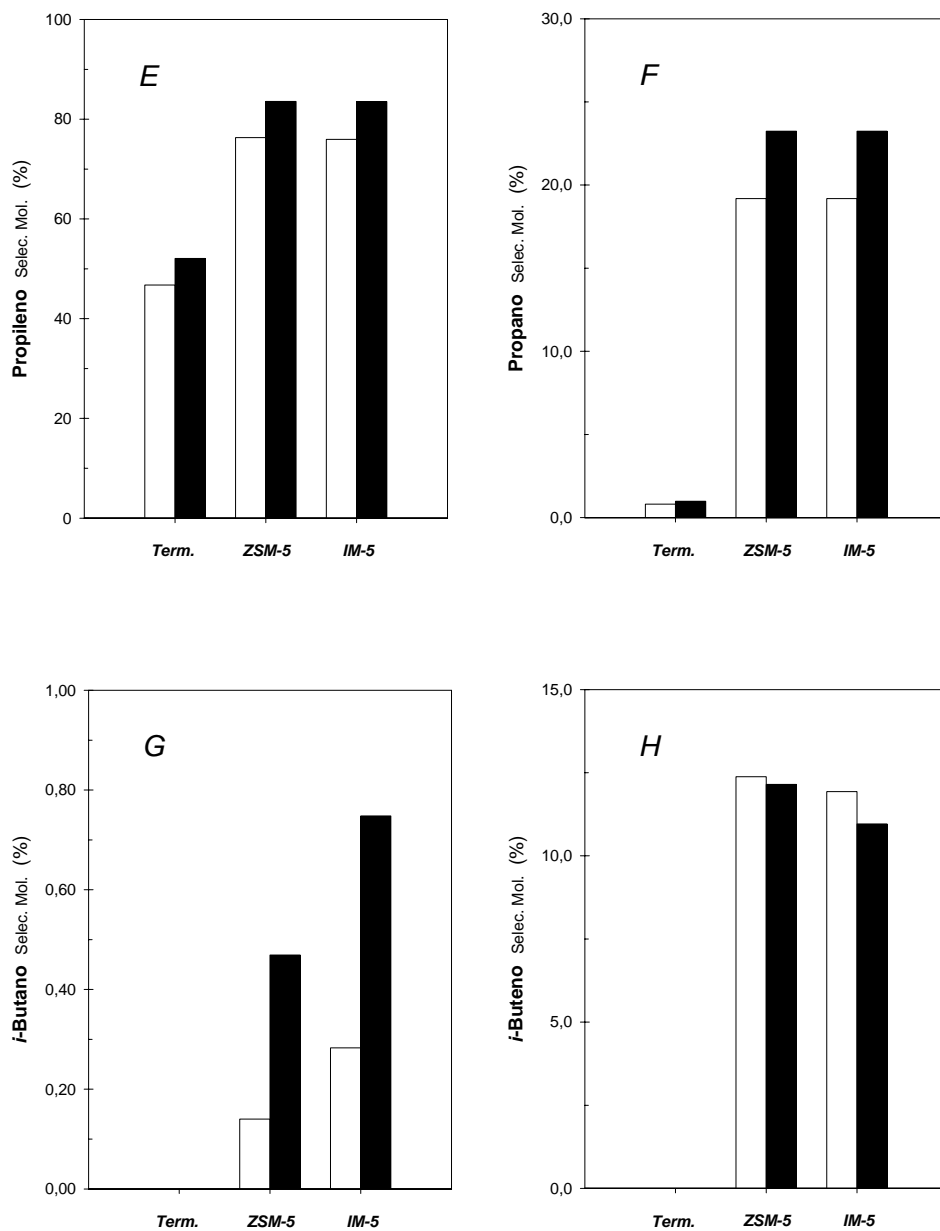 100
80
60
40
20
0
E
Propileno Selec. Mol. (%)
Term.
ZSM-5
IM-5
30,0
20,0
10,0
0,0
F
Propano Selec. Mol. (%)
Term.
ZSM-5
IM-5
1,00
0,80
0,60
0,40
0,20
0,00
G
i-Butano Selec. Mol. (%)
Term.
ZSM-5
IM-5
15,0
10,0
5,0
0,0
H
i-Buteno Selec. Mol. (%)
Term.
ZSM-5
IM-5